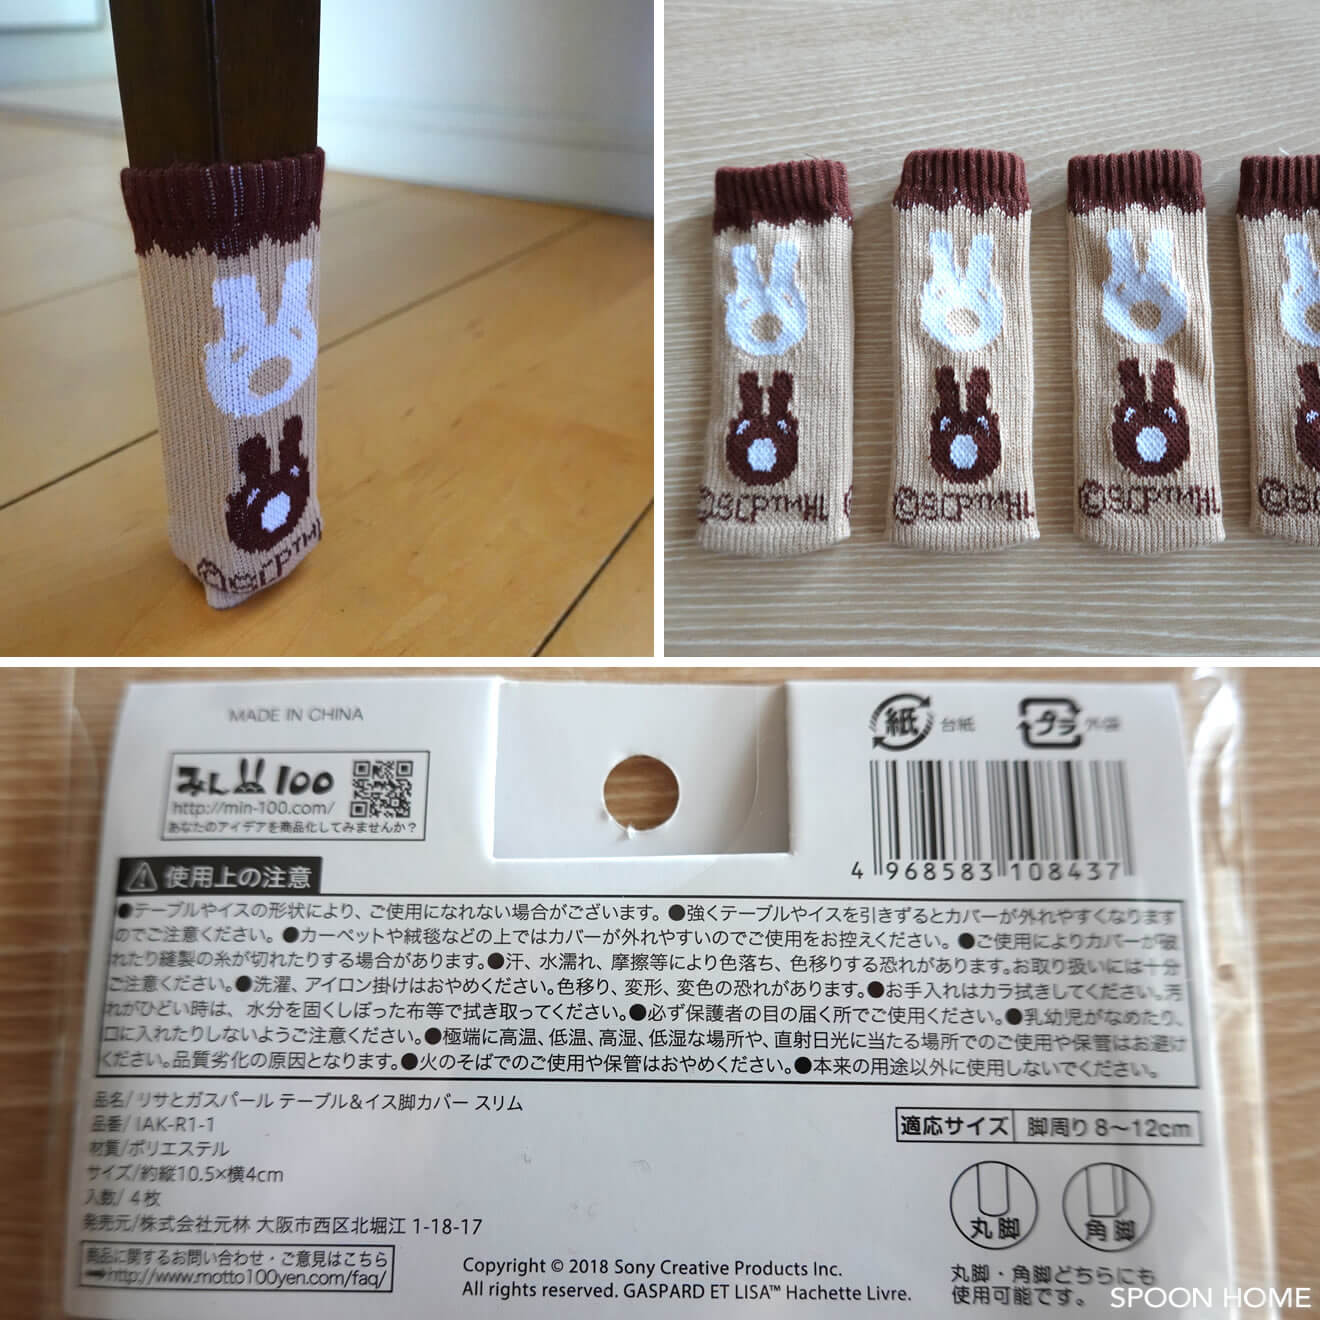 ©SCP™
©SCP™HL
©SCP™HL
©SCP™HL
©SCP
MADE IN CHINA
みん100
http://min-100.com/
あなたのアイデアを商品化してみませんか?
紙 台紙
プラ 外袋
4 968583 108437
使用上の注意
●テーブルやイスの形状により、ご使用になれない場合がございます。●強くテーブルやイスを引きずるとカバーが外れやすくなります
のでご注意ください。●カーペットや絨毯などの上ではカバーが外れやすいのでご使用をお控えください。●ご使用によりカバーが破
れたり縫製の糸が切れたりする場合があります。●汗、水濡れ、摩擦等により色落ち、色移りする恐れがあります。お取り扱いには十分
ご注意ください。●洗濯、アイロン掛けはおやめください。色移り、変形、変色の恐れがあります。●お手入れはカラ拭きしてください。汚
れがひどい時は、水分を固くしぼった布等で拭き取ってください。●必ず保護者の目の届く所でご使用ください。●乳幼児がなめたり、
口に入れたりしないようご注意ください。●極端に高温、低温、高湿、低湿な場所や、直射日光に当たる場所でのご使用や保管はお避け
ください。品質劣化の原因となります。●火のそばでのご使用や保管はおやめください。●本来の用途以外に使用しないでください。
品名/リサとガスパール テーブル&イス脚カバー スリム
品番/ IAK-R1-1
材質/ポリエステル
サイズ/約縦10.5×横4cm
入数/ 4枚
発売元/株式会社元林 大阪市西区北堀江 1-18-17
商品に関するお問い合わせ・ご意見はこちら
➡http://www.motto100yen.com/faq/
適応サイズ 脚周り 8〜12cm
丸脚 角脚
丸脚・角脚どちらにも
使用可能です。
Copyright © 2018 Sony Creative Products Inc.
All rights reserved. GASPARD ET LISA™ Hachette Livre.
SPOON HOME